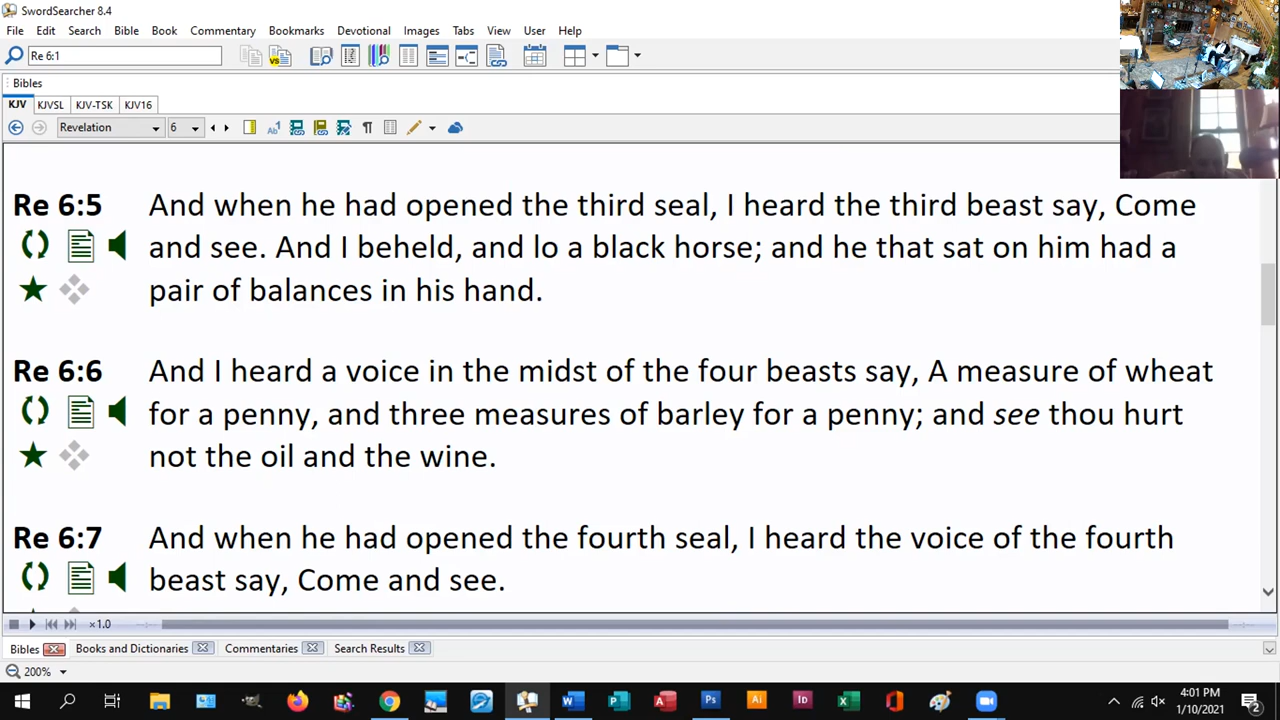 SwordSearcher 8.4
File Edit Search Bible Book Commentary Bookmarks Devotional Images Tabs View User Help
Re 6:1
Bibles
KJV KJVSL KJV-TSK KJV16
Revelation 6
Re 6:5 And when he had opened the third seal, I heard the third beast say, Come
and see. And I beheld, and lo a black horse; and he that sat on him had a
pair of balances in his hand.
Re 6:6 And I heard a voice in the midst of the four beasts say, A measure of wheat
for a penny, and three measures of barley for a penny; and see thou hurt
not the oil and the wine.
Re 6:7 And when he had opened the fourth seal, I heard the voice of the fourth
beast say, Come and see.
×1.0
Bibles Books and Dictionaries Commentaries Search Results
200%
4:01 PM
1/10/2021
2